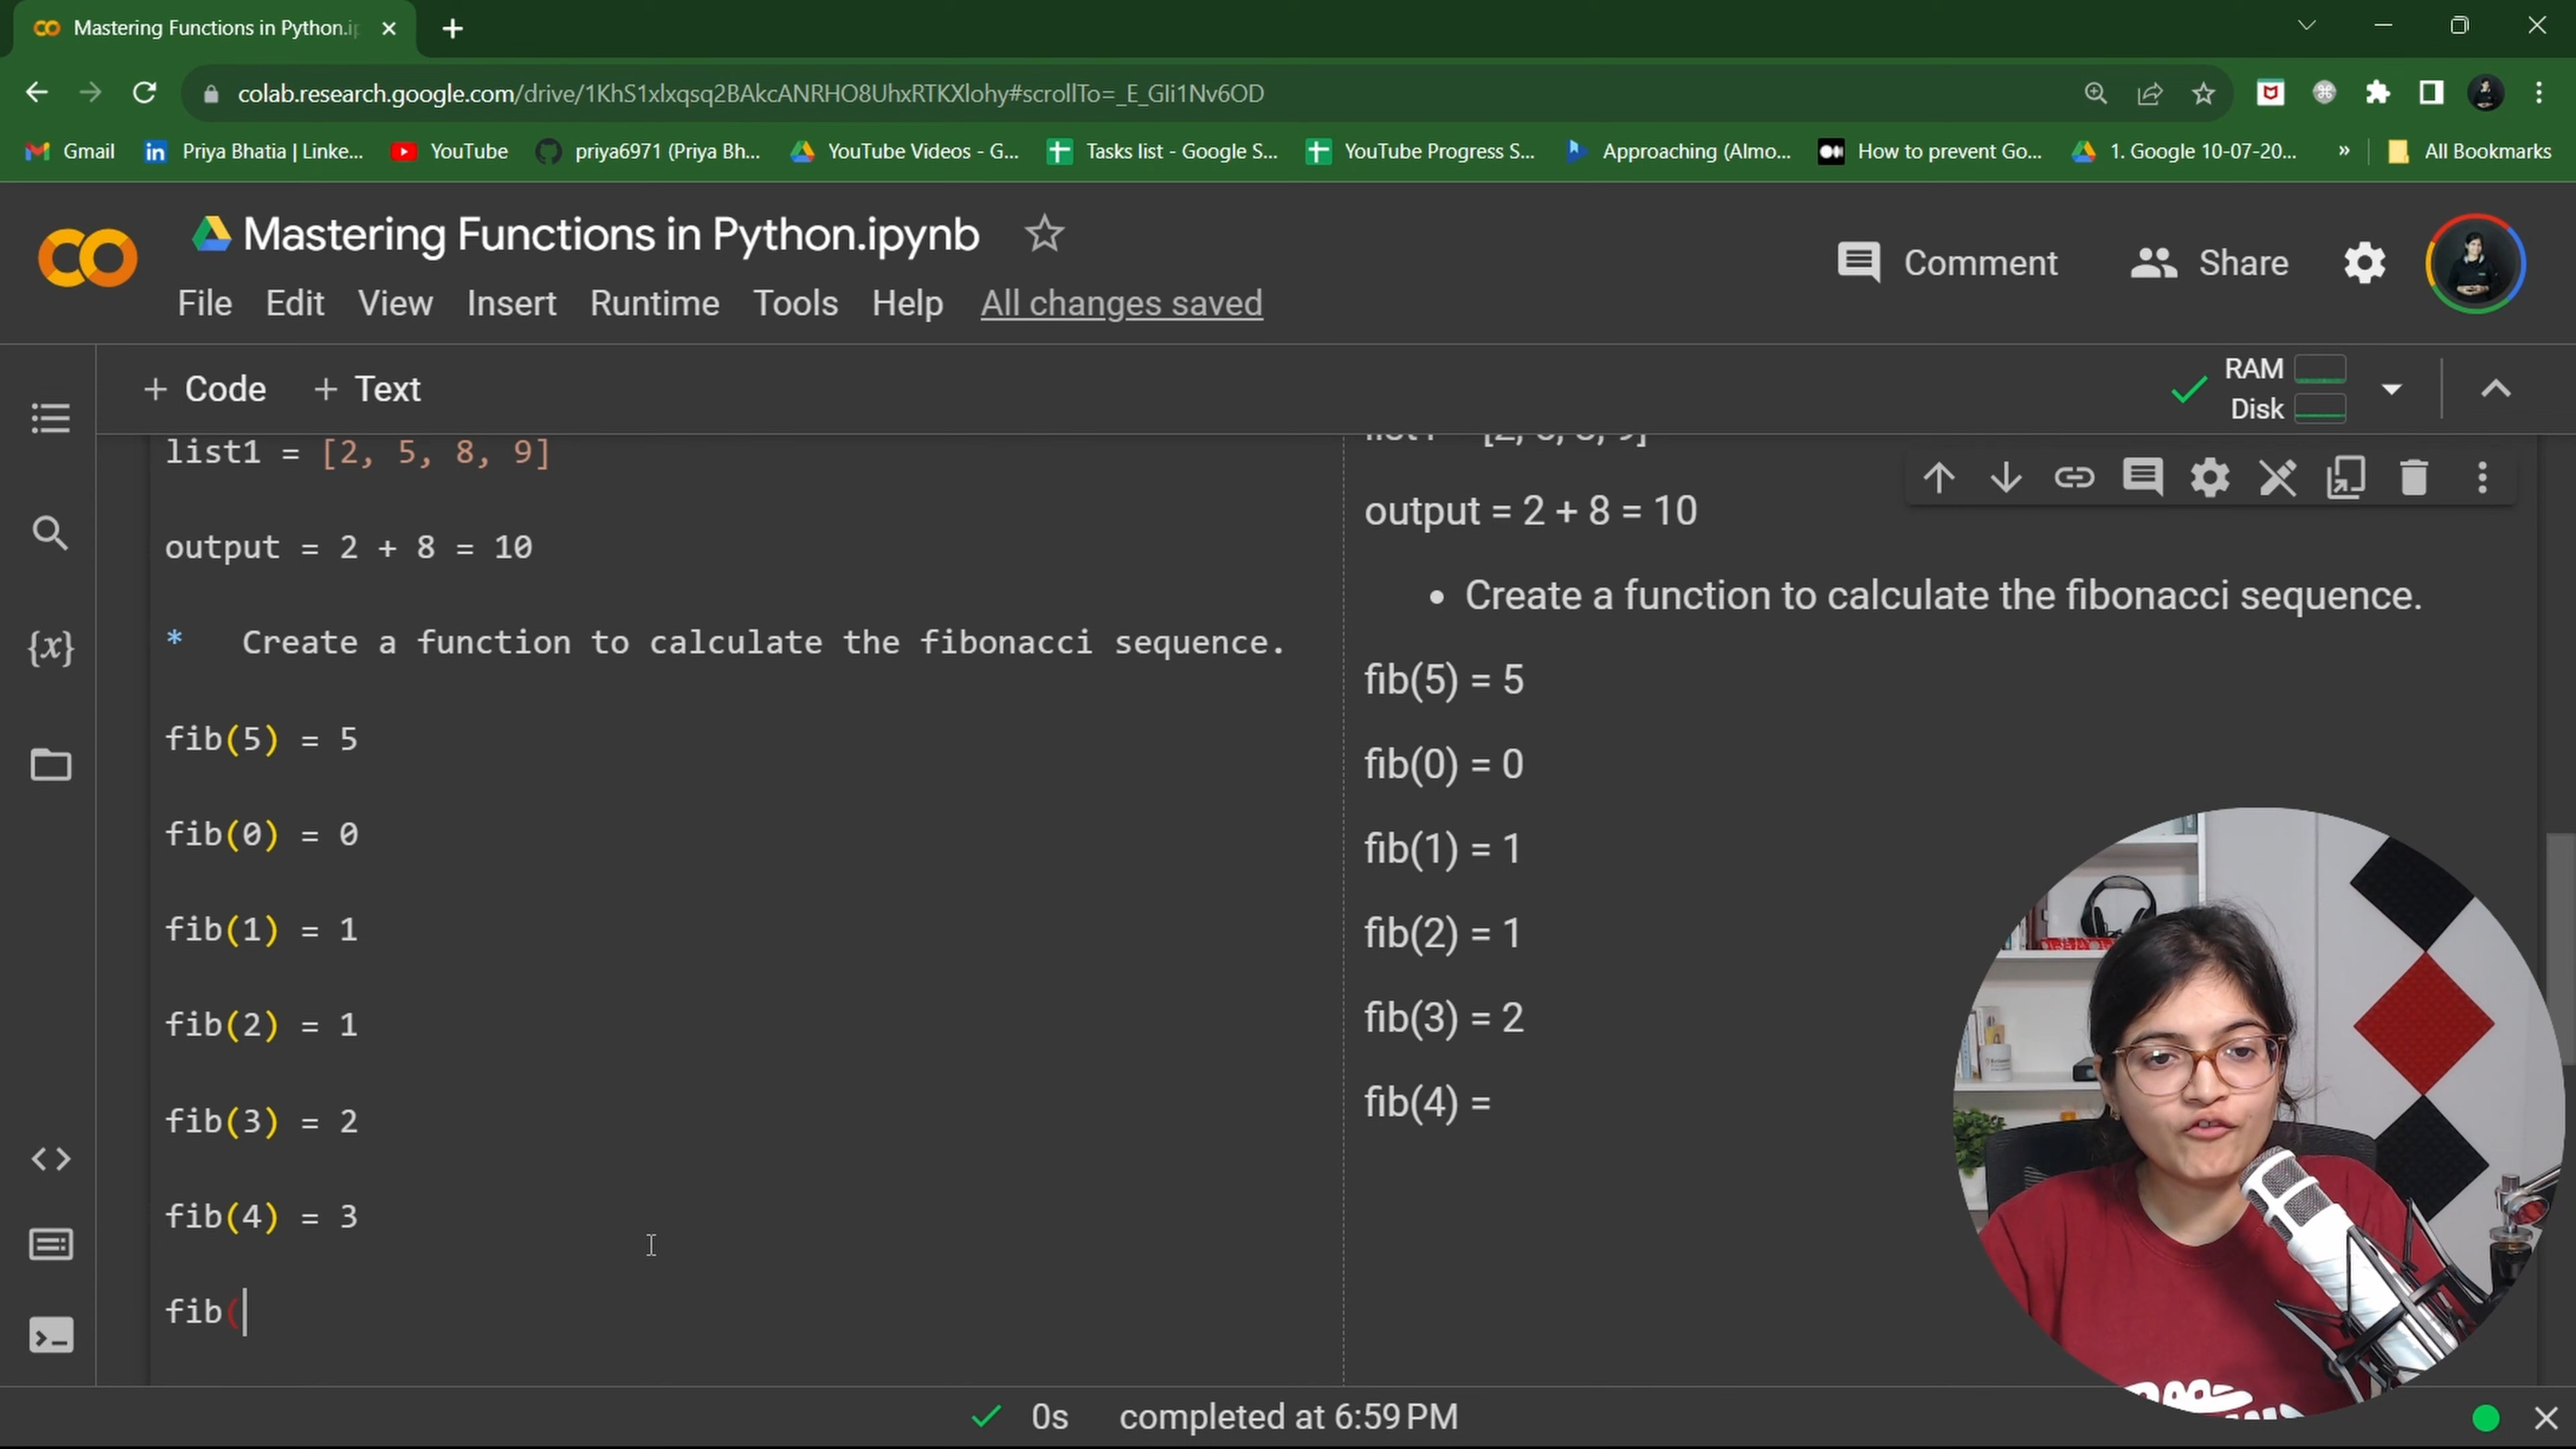 Mastering Functions in Python.ip
colab.research.google.com/drive/1KhS1xlxqsq2BAkcANRHO8UhxRTKXlohy#scrollTo=_E_Gli1Nv6OD
Gmail
Priya Bhatia | Linke...
YouTube
priya6971 (Priya Bh...
YouTube Videos - G...
Tasks list - Google S...
YouTube Progress S...
Approaching (Almo...
How to prevent Go...
1. Google 10-07-20...
»
All Bookmarks
Mastering Functions in Python.ipynb
Comment
Share
File Edit View Insert Runtime Tools Help All changes saved
+ Code + Text
RAM
Disk
list1 = [2, 5, 8, 9]
output = 2 + 8 = 10
* Create a function to calculate the fibonacci sequence.
fib(5) = 5
fib(0) = 0
fib(1) = 1
fib(2) = 1
fib(3) = 2
fib(4) = 3
fib(
output = 2 + 8 = 10
• Create a function to calculate the fibonacci sequence.
fib(5) = 5
fib(0) = 0
fib(1) = 1
fib(2) = 1
fib(3) = 2
fib(4) =
{x}
0s completed at 6:59 PM